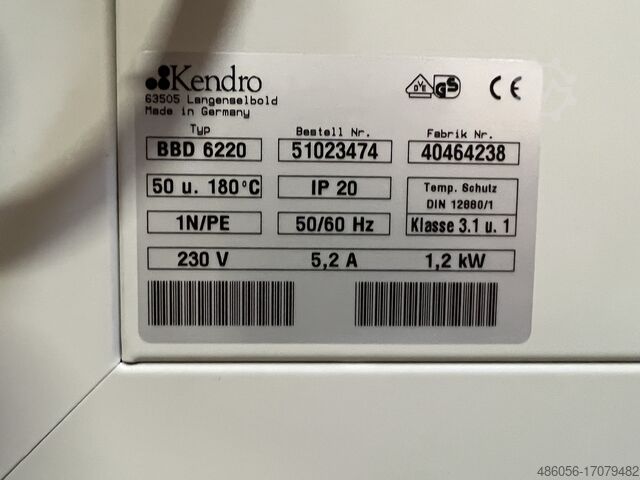 Kendro
63505 Langenselbold
Made in Germany
DVE GS CE
Typ Bestell Nr. Fabrik Nr.
BBD 6220 51023474 40464238
50 u. 180°C IP 20 Temp. Schutz
DIN 12880/1
1N/PE 50/60 Hz Klasse 3.1 u. 1
230 V 5,2 A 1,2 kW
486056-17079482